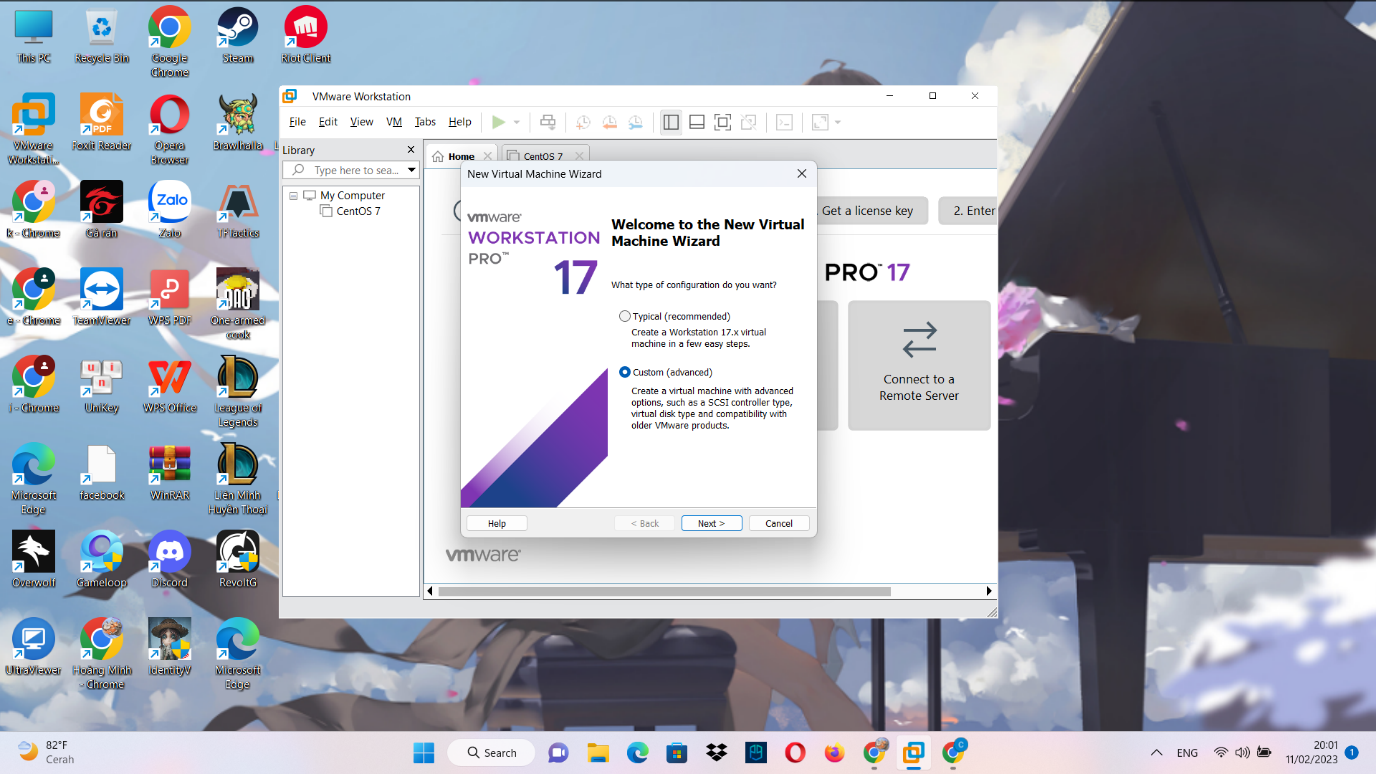 This PC
Recycle Bin
Google
Chrome
Steam
Riot Client
VMware
Workstati...
Foxit Reader
Opera
Browser
Brawlhalla
k - Chrome
Gà rán
Zalo
TFTactics
e - Chrome
TeamViewer
WPS PDF
One-armed
cook
i - Chrome
UniKey
WPS Office
League of
Legends
Microsoft
Edge
facebook
WinRAR
Liên Minh
Huyền Thoại
Overwolf
Gameloop
Discord
RevoltG
UltraViewer
Hoàng Minh
- Chrome
IdentityV
Microsoft
Edge
VMware Workstation
File Edit View VM Tabs Help
Library
Type here to sea...
My Computer
CentOS 7
Home
CentOS 7
Get a license key
2. Enter
PRO™ 17
Connect to a
Remote Server
vmware®
New Virtual Machine Wizard
vmware®
WORKSTATION
PRO™
17
Welcome to the New Virtual
Machine Wizard
What type of configuration do you want?
Typical (recommended)
Create a Workstation 17.x virtual
machine in a few easy steps.
Custom (advanced)
Create a virtual machine with advanced
options, such as a SCSI controller type,
virtual disk type and compatibility with
older VMware products.
Help
< Back
Next >
Cancel
82°F
Cerah
Search
ENG
20:01
11/02/2023
1